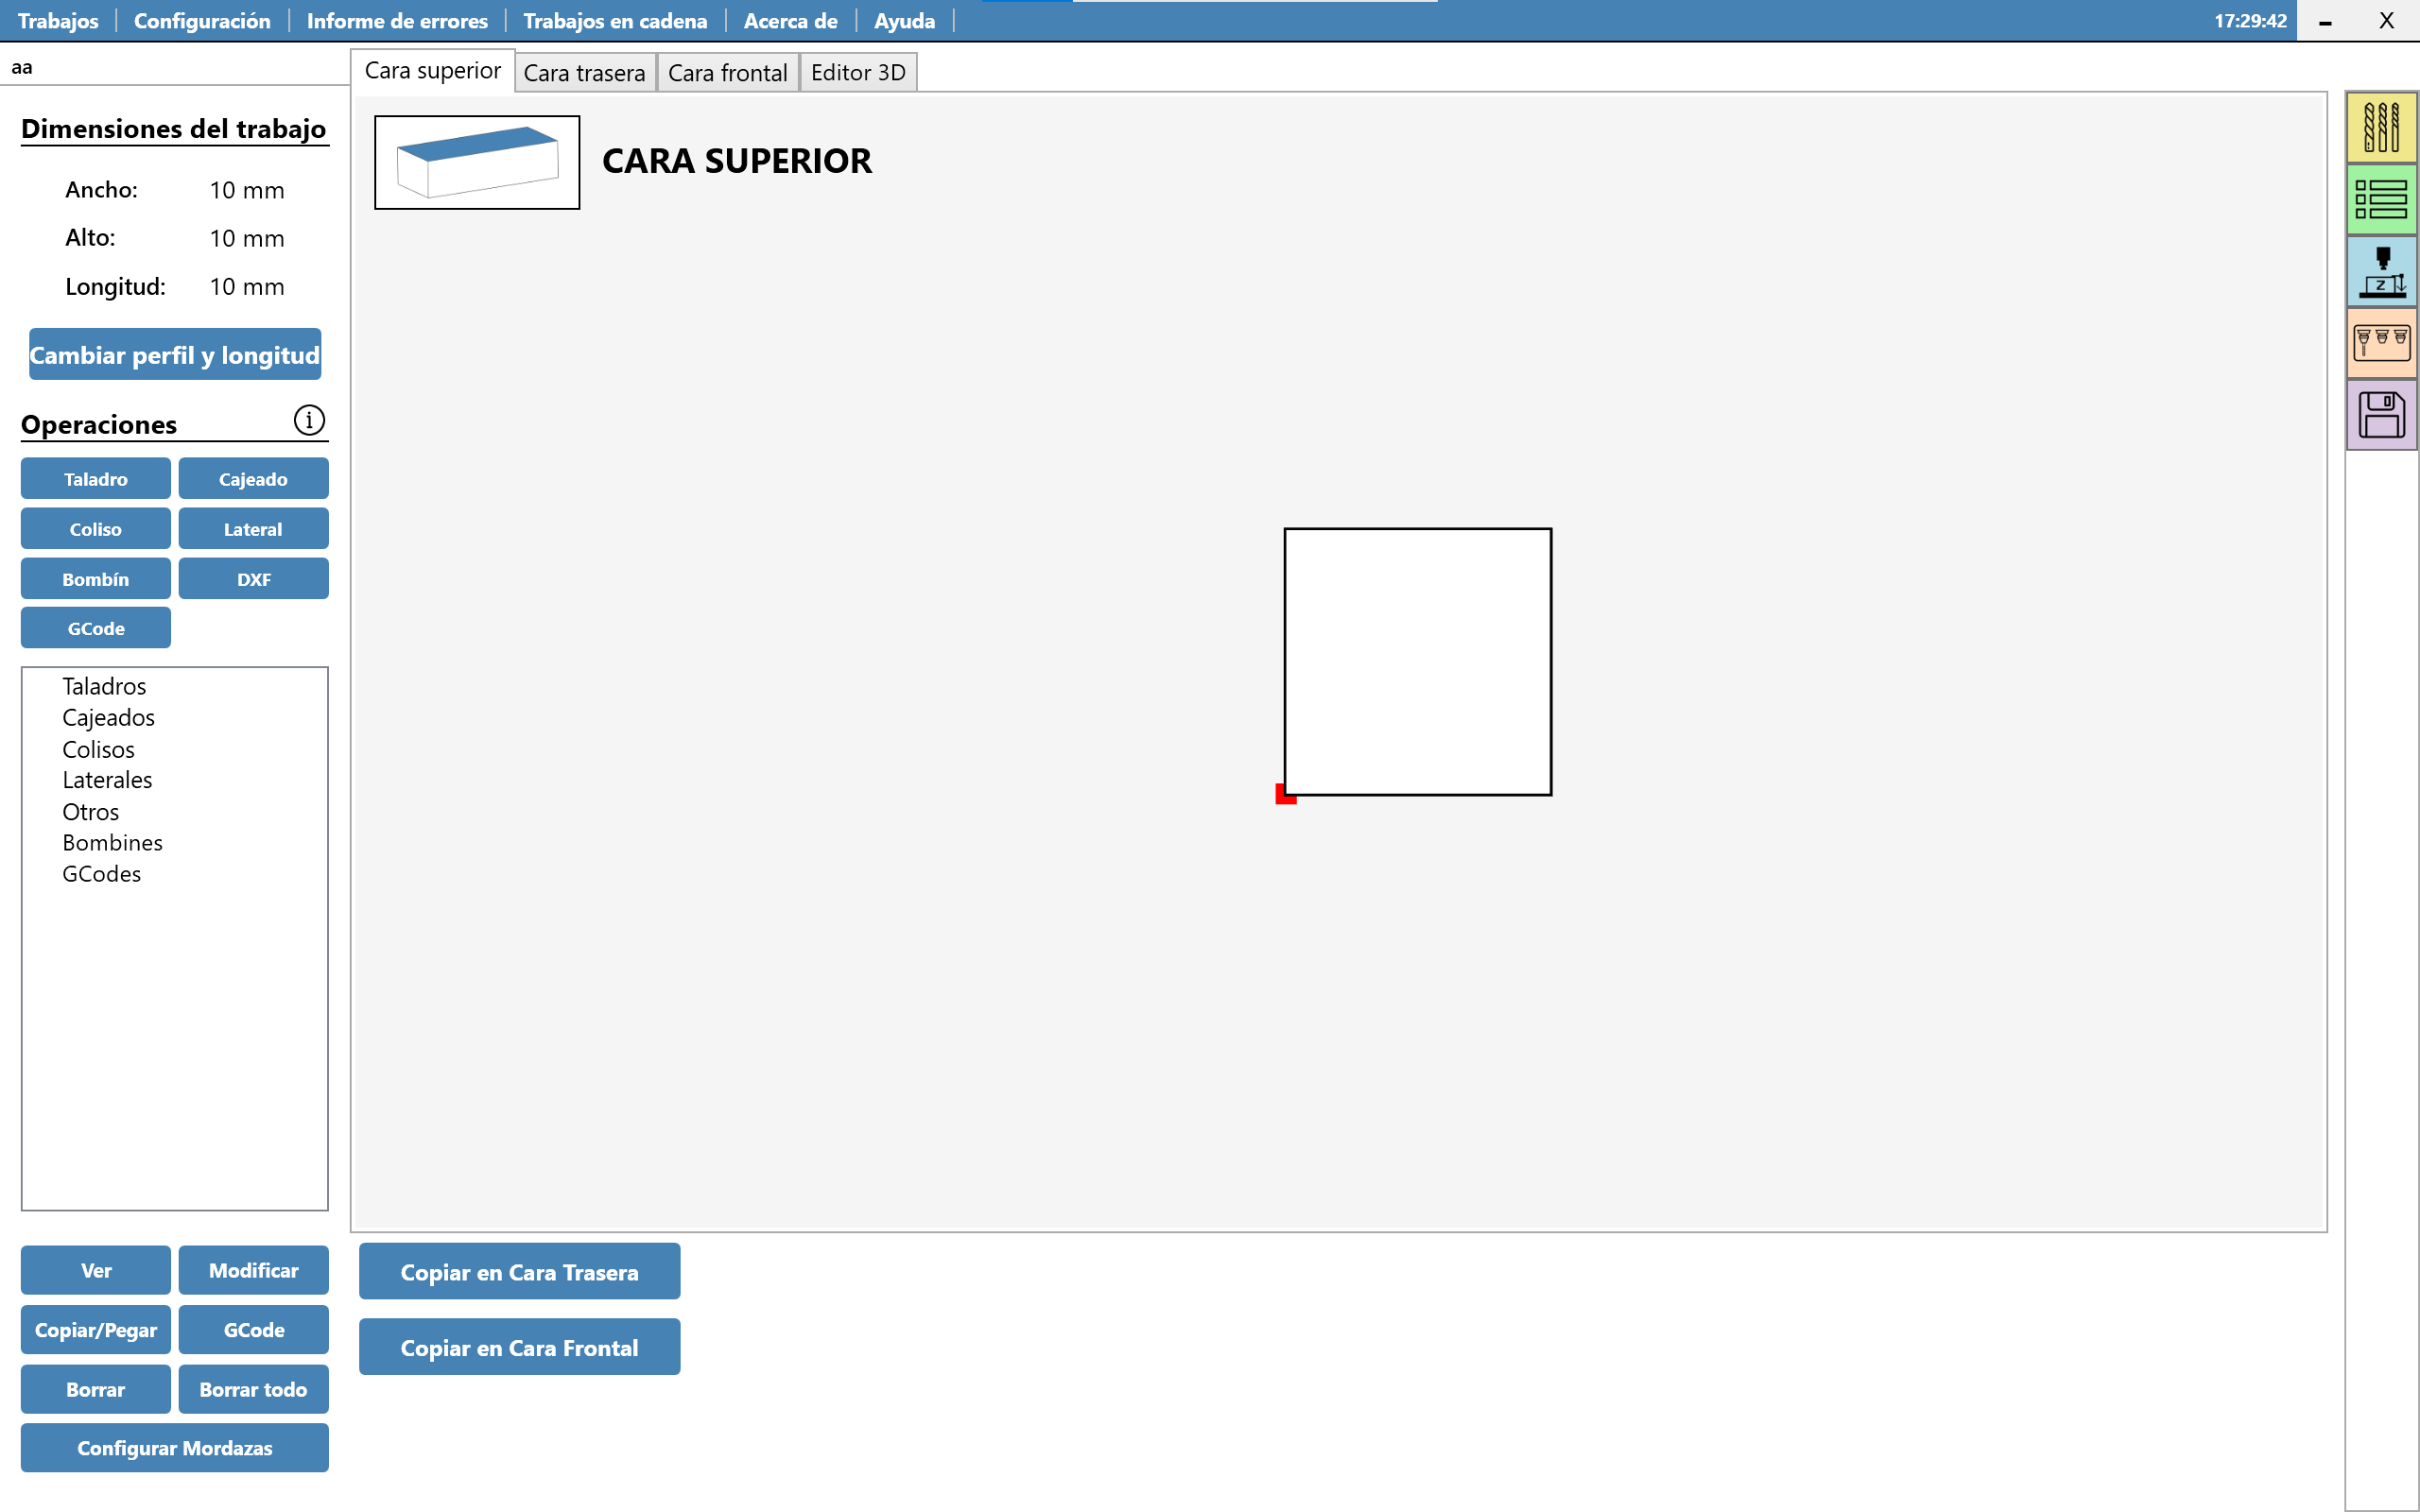 Trabajos Configuración Informe de errores Trabajos en cadena Acerca de Ayuda 17:29:42 X
aa
Cara superior Cara trasera Cara frontal Editor 3D
Dimensiones del trabajo
Ancho: 10 mm
Alto: 10 mm
Longitud: 10 mm
Cambiar perfil y longitud
Operaciones
Taladro Cajeado
Coliso Lateral
Bombín DXF
GCode
Taladros
Cajeados
Colisos
Laterales
Otros
Bombines
GCodes
Ver Modificar
Copiar/Pegar GCode
Borrar Borrar todo
Configurar Mordazas
CARA SUPERIOR
Copiar en Cara Trasera
Copiar en Cara Frontal
Z